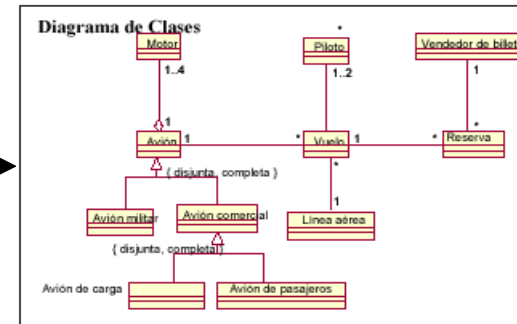 Diagrama de Clases
Motor
Piloto
*
Vendedor de billet
1..4
1..2
1
1
*
Avión
1
*
Vuelo
1
*
Reserva
{ disjunta, completa }
*
1
Avión militar
Avión comercial
Línea aérea
{ disjunta, completa }
Avión de carga
Avión de pasajeros